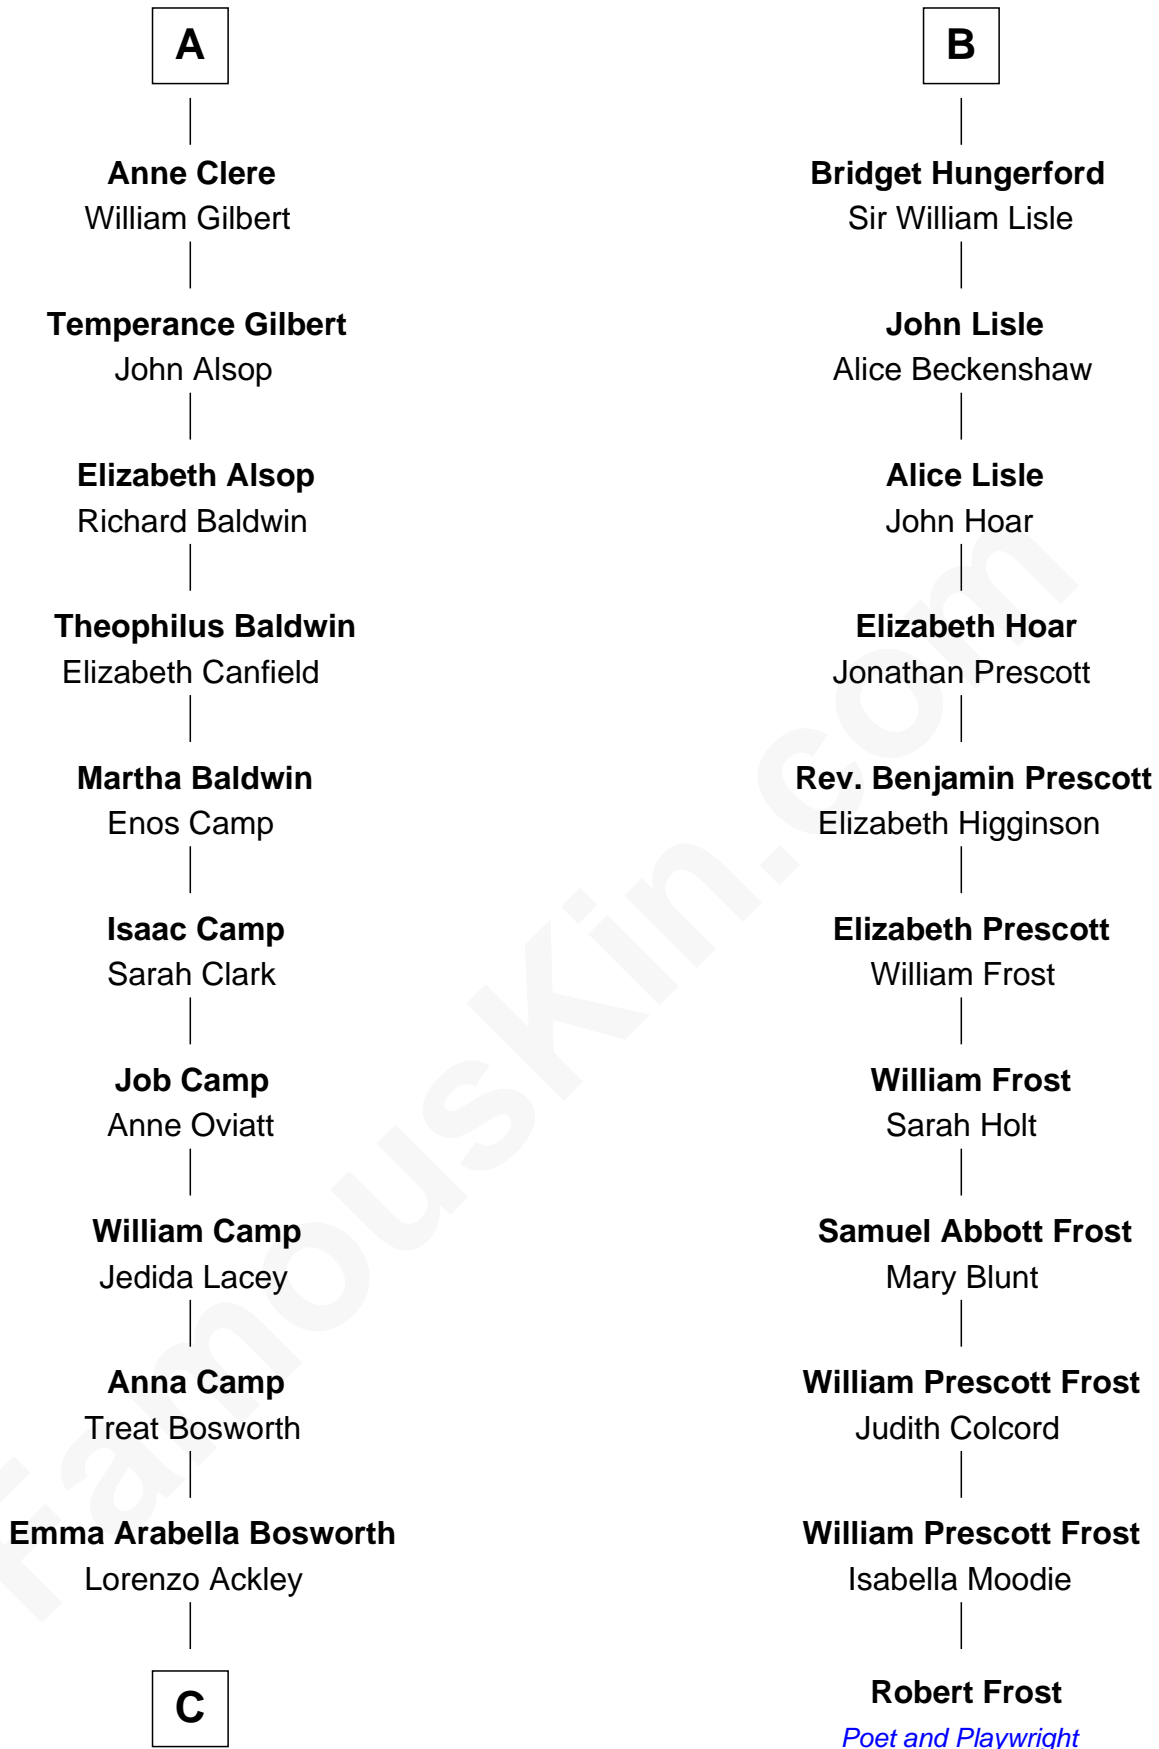 A
Anne Clere
William Gilbert
Temperance Gilbert
John Alsop
Elizabeth Alsop
Richard Baldwin
Theophilus Baldwin
Elizabeth Canfield
Martha Baldwin
Enos Camp
Isaac Camp
Sarah Clark
Job Camp
Anne Oviatt
William Camp
Jedida Lacey
Anna Camp
Treat Bosworth
Emma Arabella Bosworth
Lorenzo Ackley
C
B
Bridget Hungerford
Sir William Lisle
John Lisle
Alice Beckenshaw
Alice Lisle
John Hoar
Elizabeth Hoar
Jonathan Prescott
Rev. Benjamin Prescott
Elizabeth Higginson
Elizabeth Prescott
William Frost
William Frost
Sarah Holt
Samuel Abbott Frost
Mary Blunt
William Prescott Frost
Judith Colcord
William Prescott Frost
Isabella Moodie
Robert Frost
Poet and Playwright
FamousKin.com